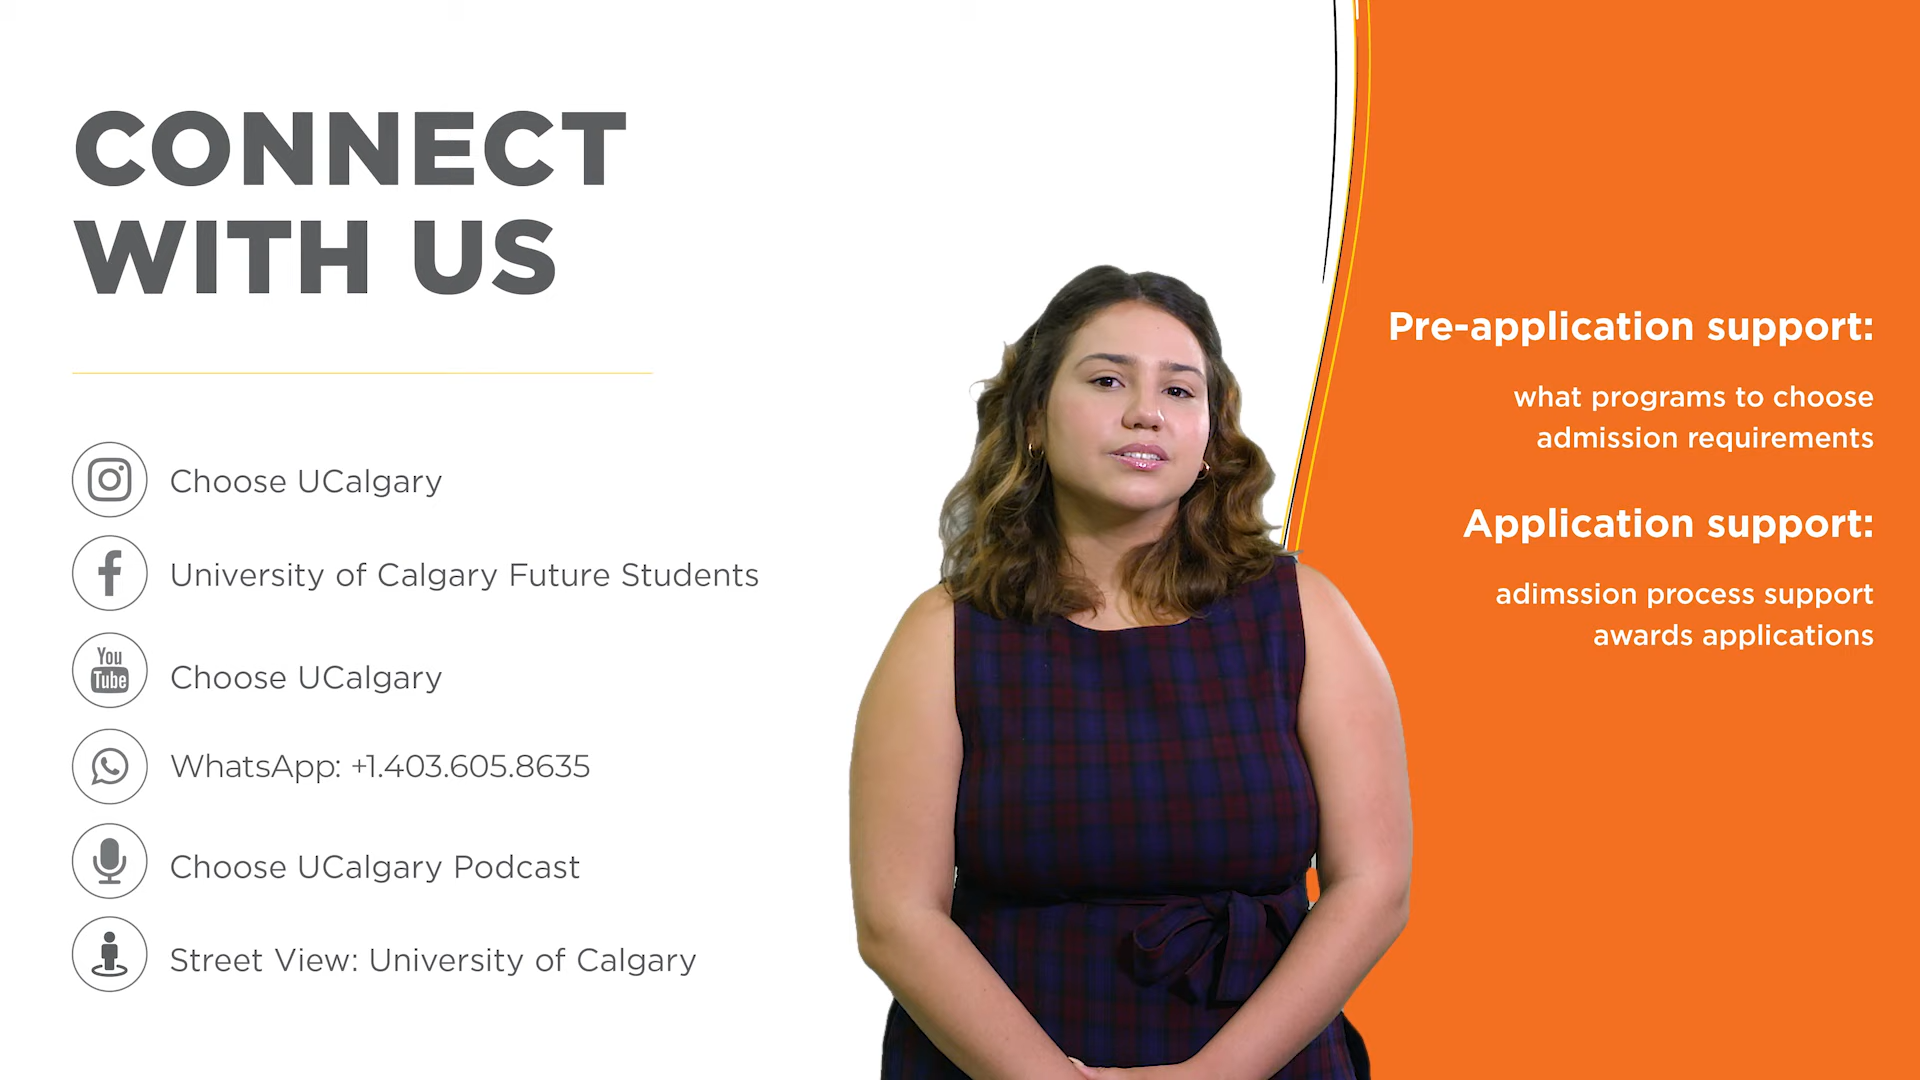 CONNECT
WITH US
Choose UCalgary
University of Calgary Future Students
You
Tube
Choose UCalgary
WhatsApp: +1.403.605.8635
Choose UCalgary Podcast
Street View: University of Calgary
Pre-application support:
what programs to choose
admission requirements
Application support:
adimssion process support
awards applications